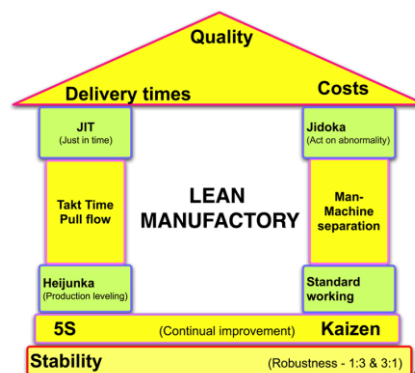 Quality
Delivery times
Costs
JIT
(Just in time)
Jidoka
(Act on abnormality)
Takt Time
Pull flow
LEAN
MANUFACTORY
Man-
Machine
separation
Heijunka
(Production leveling)
Standard
working
5S (Continual improvement) Kaizen
Stability (Robustness - 1:3 & 3:1)